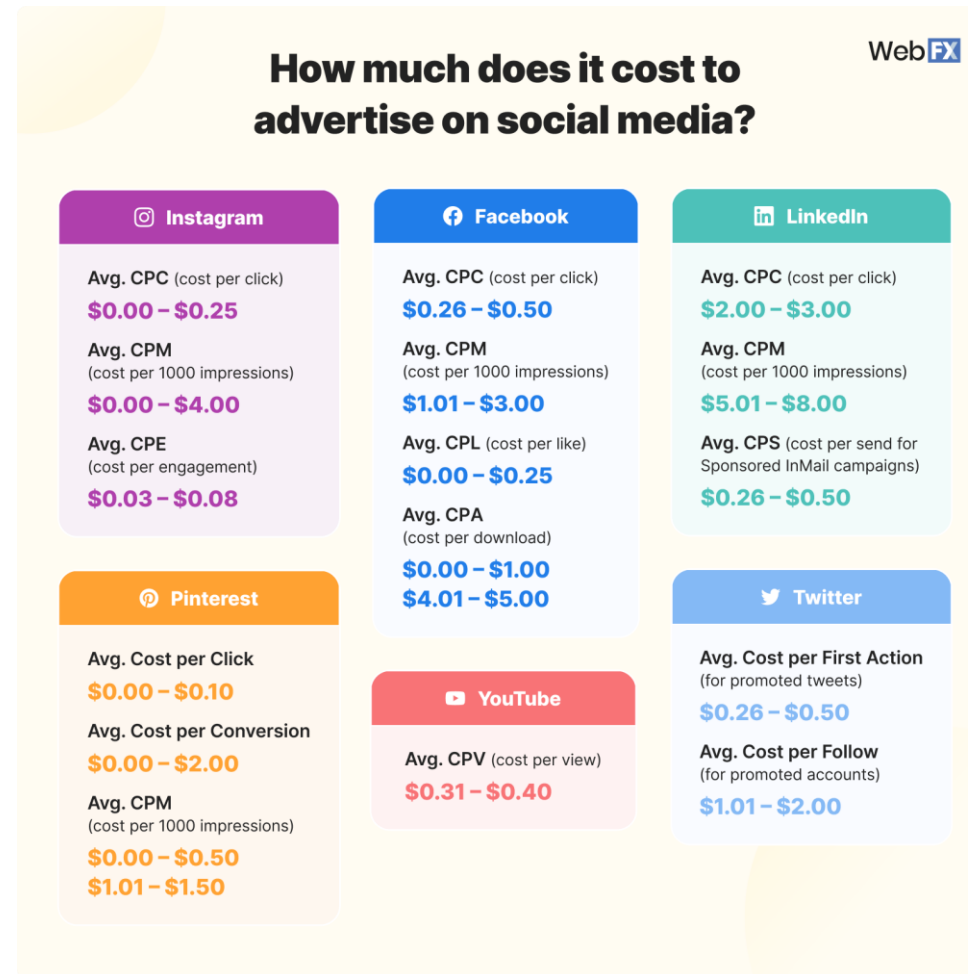 WebFX
How much does it cost to
advertise on social media?
Instagram
Avg. CPC (cost per click)
$0.00 – $0.25
Avg. CPM
(cost per 1000 impressions)
$0.00 – $4.00
Avg. CPE
(cost per engagement)
$0.03 – $0.08
Facebook
Avg. CPC (cost per click)
$0.26 – $0.50
Avg. CPM
(cost per 1000 impressions)
$1.01 – $3.00
Avg. CPL (cost per like)
$0.00 – $0.25
Avg. CPA
(cost per download)
$0.00 – $1.00
$4.01 – $5.00
LinkedIn
Avg. CPC (cost per click)
$2.00 – $3.00
Avg. CPM
(cost per 1000 impressions)
$5.01 – $8.00
Avg. CPS (cost per send for
Sponsored InMail campaigns)
$0.26 – $0.50
Pinterest
Avg. Cost per Click
$0.00 – $0.10
Avg. Cost per Conversion
$0.00 – $2.00
Avg. CPM
(cost per 1000 impressions)
$0.00 – $0.50
$1.01 – $1.50
YouTube
Avg. CPV (cost per view)
$0.31 – $0.40
Twitter
Avg. Cost per First Action
(for promoted tweets)
$0.26 – $0.50
Avg. Cost per Follow
(for promoted accounts)
$1.01 – $2.00